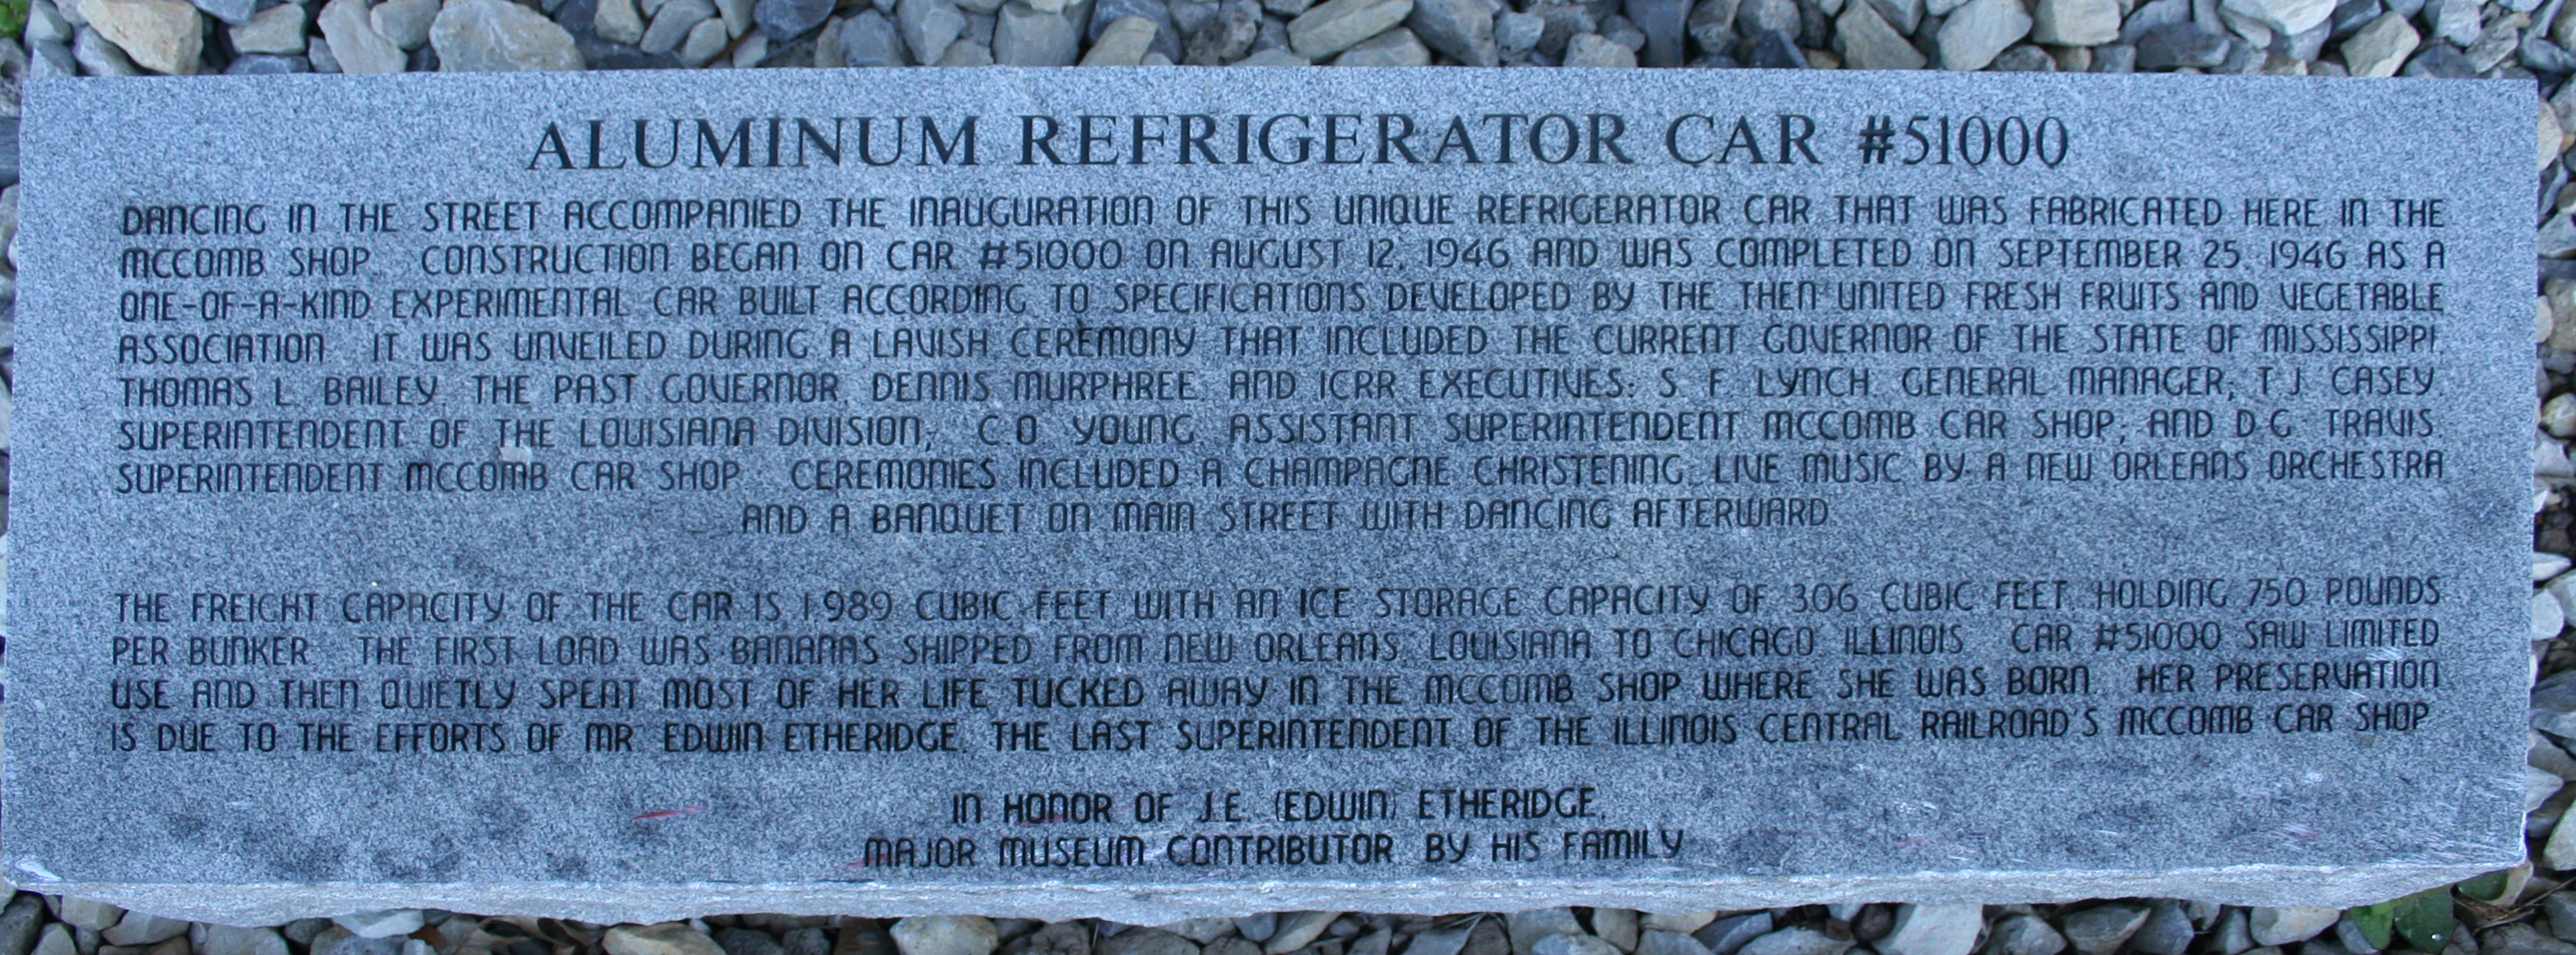 ALUMINUM REFRIGERATOR CAR #51000
DANCING IN THE STREET ACCOMPANIED THE INAUGURATION OF THIS UNIQUE REFRIGERATOR CAR THAT WAS FABRICATED HERE IN THE
MCCOMB SHOP. CONSTRUCTION BEGAN ON CAR #51000 ON AUGUST 12, 1946 AND WAS COMPLETED ON SEPTEMBER 25, 1946 AS A
ONE-OF-A-KIND EXPERIMENTAL CAR BUILT ACCORDING TO SPECIFICATIONS DEVELOPED BY THE THEN UNITED FRESH FRUITS AND VEGETABLE
ASSOCIATION. IT WAS UNVEILED DURING A LAVISH CEREMONY THAT INCLUDED THE CURRENT GOVERNOR OF THE STATE OF MISSISSIPPI,
THOMAS L. BAILEY, THE PAST GOVERNOR, DENNIS MURPHREE, AND ICRR EXECUTIVES: S. F. LYNCH, GENERAL MANAGER; T.J. CASEY,
SUPERINTENDENT OF THE LOUISIANA DIVISION; C.O. YOUNG, ASSISTANT SUPERINTENDENT MCCOMB CAR SHOP; AND D.G. TRAVIS,
SUPERINTENDENT MCCOMB CAR SHOP. CEREMONIES INCLUDED A CHAMPAGNE CHRISTENING, LIVE MUSIC BY A NEW ORLEANS ORCHESTRA
AND A BANQUET ON MAIN STREET WITH DANCING AFTERWARD.
THE FREIGHT CAPACITY OF THE CAR IS 1,989 CUBIC FEET WITH AN ICE STORAGE CAPACITY OF 306 CUBIC FEET, HOLDING 750 POUNDS
PER BUNKER. THE FIRST LOAD WAS BANANAS SHIPPED FROM NEW ORLEANS, LOUISIANA TO CHICAGO, ILLINOIS. CAR #51000 SAW LIMITED
USE AND THEN QUIETLY SPENT MOST OF HER LIFE TUCKED AWAY IN THE MCCOMB SHOP WHERE SHE WAS BORN. HER PRESERVATION
IS DUE TO THE EFFORTS OF MR. EDWIN ETHERIDGE, THE LAST SUPERINTENDENT OF THE ILLINOIS CENTRAL RAILROAD'S MCCOMB CAR SHOP.
IN HONOR OF J.E. (EDWIN) ETHERIDGE,
MAJOR MUSEUM CONTRIBUTOR, BY HIS FAMILY